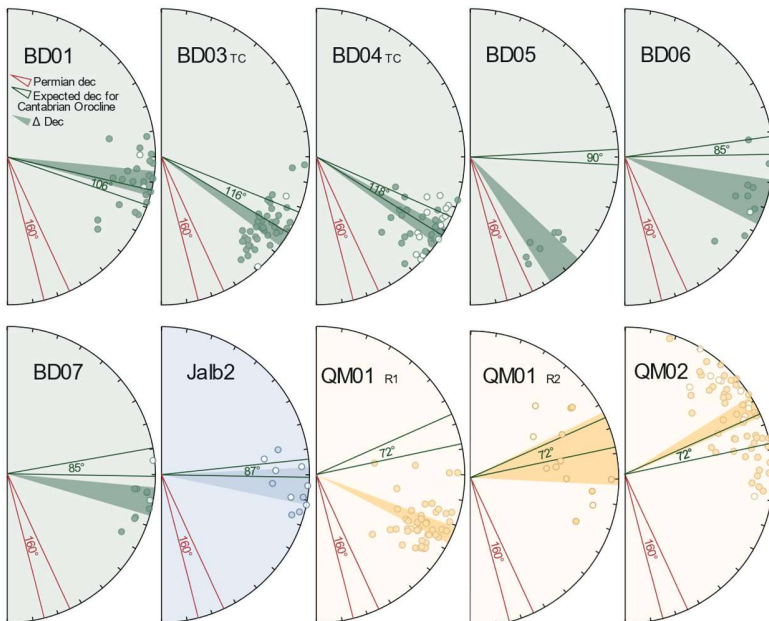 BD01
Permian dec
Expected dec for
Cantabrian Orocline
Δ Dec
106°
160°
BD03 TC
116°
160°
BD04 TC
118°
160°
BD05
90°
160°
BD06
85°
160°
BD07
85°
160°
Jalb2
87°
160°
QM01 R1
72°
160°
QM01 R2
72°
160°
QM02
72°
160°